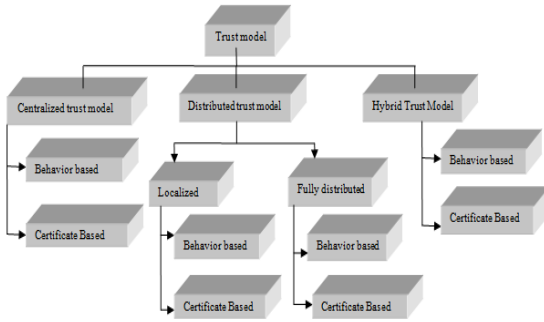 Trust model
Centralized trust model
Distributed trust model
Hybrid Trust Model
Behavior based
Certificate Based
Localized
Fully distributed
Behavior based
Certificate Based
Behavior based
Certificate Based
Behavior based
Certificate Based